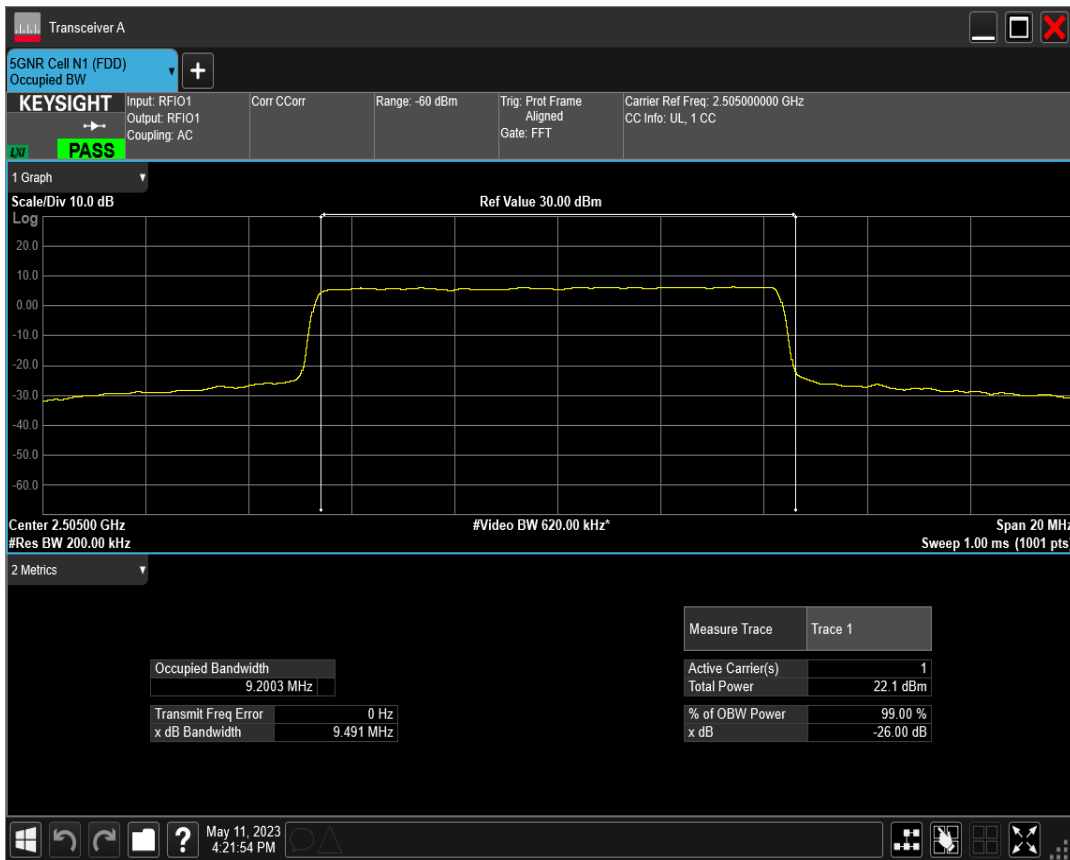 Transceiver A
5GNR Cell N1 (FDD)
Occupied BW
+
KEYSIGHT
LXI
PASS
Input: RFIO1
Output: RFIO1
Coupling: AC
Corr CCorr
Range: -60 dBm
Trig: Prot Frame
Aligned
Gate: FFT
Carrier Ref Freq: 2.505000000 GHz
CC Info: UL, 1 CC
1 Graph
Scale/Div 10.0 dB
Ref Value 30.00 dBm
Log
20.0
10.0
0.00
-10.0
-20.0
-30.0
-40.0
-50.0
-60.0
Center 2.50500 GHz
#Video BW 620.00 kHz*
Span 20 MHz
#Res BW 200.00 kHz
Sweep 1.00 ms (1001 pts)
2 Metrics
Measure Trace Trace 1
Occupied Bandwidth
9.2003 MHz
Active Carrier(s) 1
Total Power 22.1 dBm
Transmit Freq Error 0 Hz
x dB Bandwidth 9.491 MHz
% of OBW Power 99.00 %
x dB -26.00 dB
?
May 11, 2023
4:21:54 PM